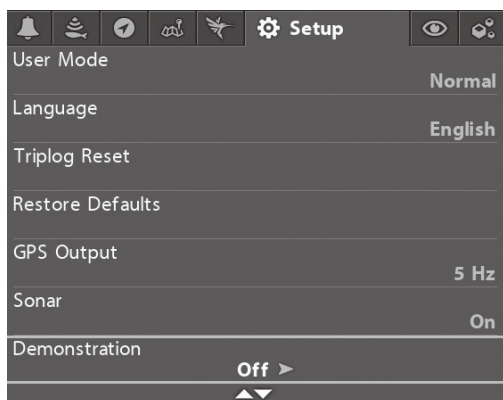 Setup
User Mode
Normal
Language
English
Triplog Reset
Restore Defaults
GPS Output
5 Hz
Sonar
On
Demonstration
Off